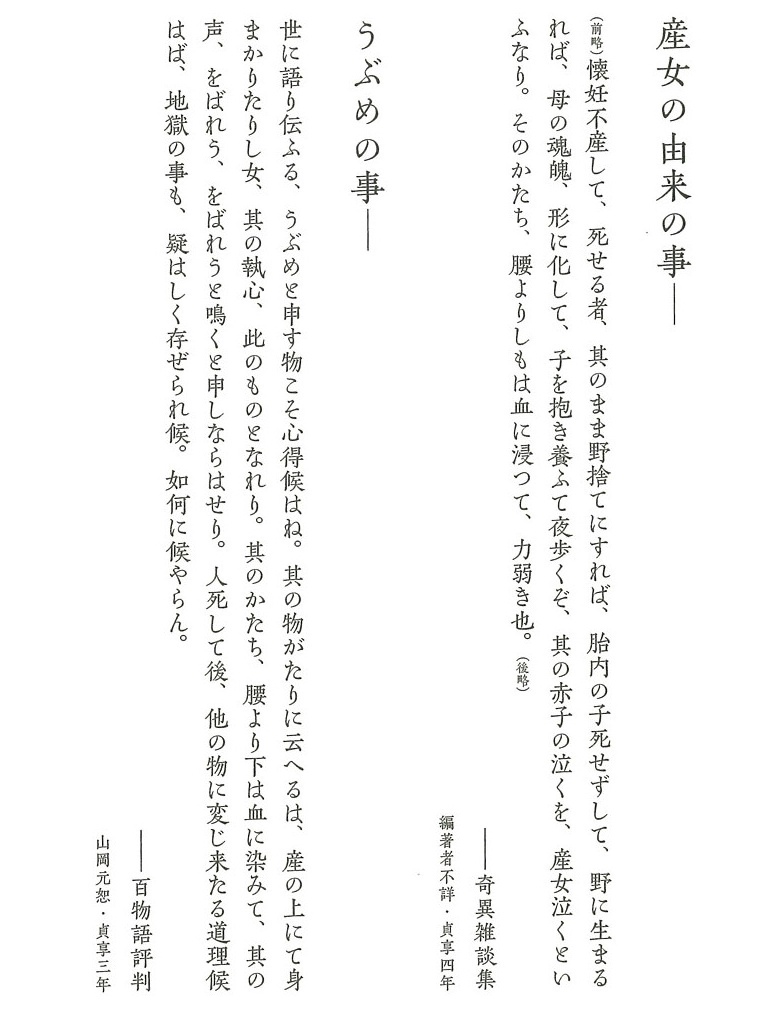 産女の由来の事――
（前略）懐妊不産して、死せる者、其のまま野捨てにすれば、胎内の子死せずして、野に生まる
れば、母の魂魄、形に化して、子を抱き養ふて夜歩くぞ、其の赤子の泣くを、産女泣くとい
ふなり。そのかたち、腰よりしもは血に浸つて、力弱き也。（後略）
――奇異雑談集
編著者不詳・貞享四年
うぶめの事――
世に語り伝ふる、うぶめと申す物こそ心得候はね。其の物がたりに云へるは、産の上にて身
まかりたりし女、其の執心、此のものとなれり。其のかたち、腰より下は血に染みて、其の
声、をばれう、をばれうと鳴くと申しならはせり。人死して後、他の物に変じ来たる道理候
はば、地獄の事も、疑はしく存ぜられ候。如何に候やらん。
――百物語評判
山岡元恕・貞享三年